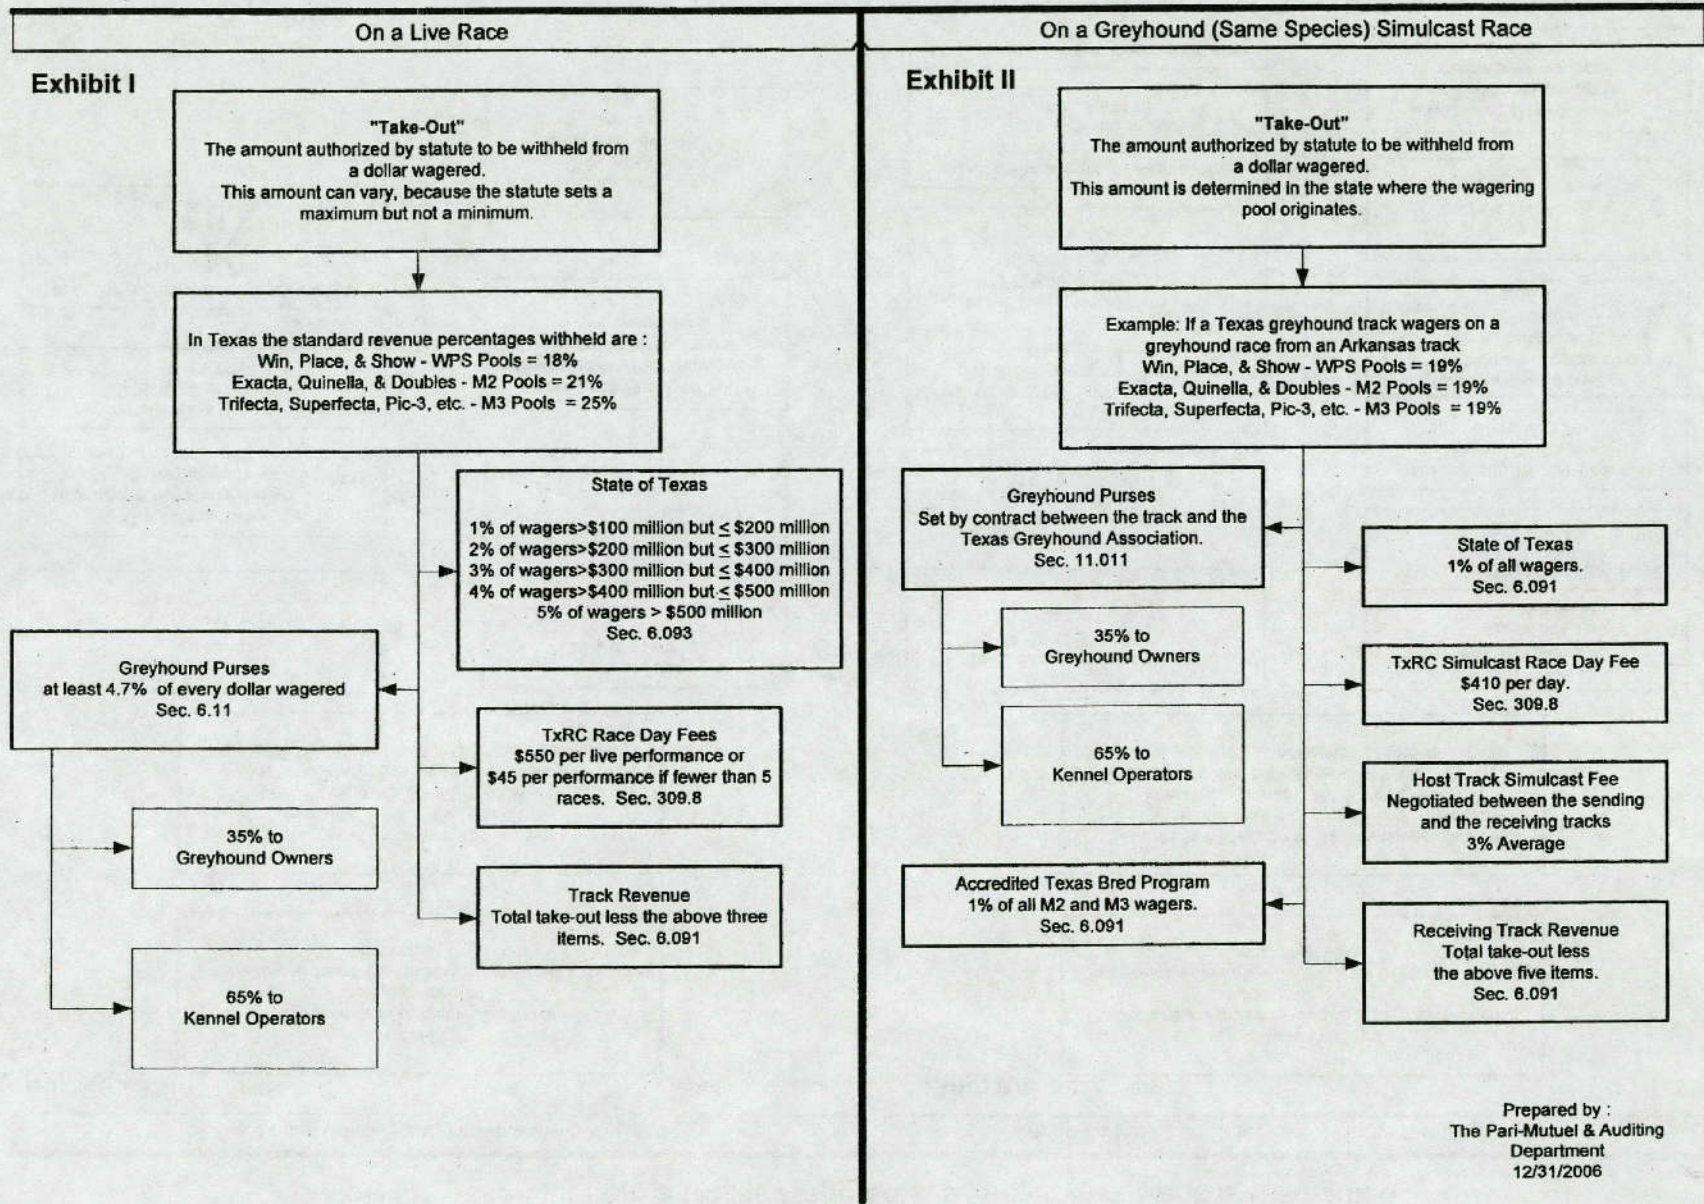 On a Live Race
Exhibit I
"Take-Out"
The amount authorized by statute to be withheld from
a dollar wagered.
This amount can vary, because the statute sets a
maximum but not a minimum.
In Texas the standard revenue percentages withheld are :
Win, Place, & Show - WPS Pools = 18%
Exacta, Quinella, & Doubles - M2 Pools = 21%
Trifecta, Superfecta, Pic-3, etc. - M3 Pools = 25%
State of Texas
1% of wagers>$100 million but ≤ $200 million
2% of wagers>$200 million but ≤ $300 million
3% of wagers>$300 million but ≤ $400 million
4% of wagers>$400 million but ≤ $500 million
5% of wagers > $500 million
Sec. 6.093
Greyhound Purses
at least 4.7% of every dollar wagered
Sec. 6.11
TxRC Race Day Fees
$550 per live performance or
$45 per performance if fewer than 5
races. Sec. 309.8
35% to
Greyhound Owners
Track Revenue
Total take-out less the above three
items. Sec. 6.091
65% to
Kennel Operators
On a Greyhound (Same Species) Simulcast Race
Exhibit II
"Take-Out"
The amount authorized by statute to be withheld from
a dollar wagered.
This amount is determined in the state where the wagering
pool originates.
Example: If a Texas greyhound track wagers on a
greyhound race from an Arkansas track
Win, Place, & Show - WPS Pools = 19%
Exacta, Quinella, & Doubles - M2 Pools = 19%
Trifecta, Superfecta, Pic-3, etc. - M3 Pools = 19%
Greyhound Purses
Set by contract between the track and the
Texas Greyhound Association.
Sec. 11.011
State of Texas
1% of all wagers.
Sec. 6.091
35% to
Greyhound Owners
TxRC Simulcast Race Day Fee
$410 per day.
Sec. 309.8
65% to
Kennel Operators
Host Track Simulcast Fee
Negotiated between the sending
and the receiving tracks
3% Average
Accredited Texas Bred Program
1% of all M2 and M3 wagers.
Sec. 6.091
Receiving Track Revenue
Total take-out less
the above five items.
Sec. 6.091
Prepared by :
The Pari-Mutuel & Auditing
Department
12/31/2006